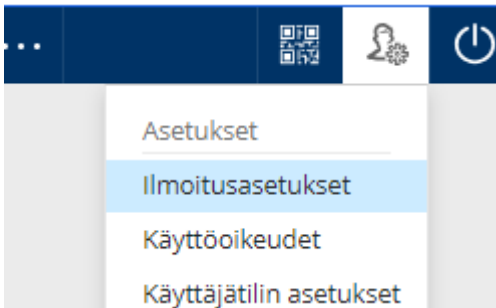 ...
Asetukset
Ilmoitusasetukset
Käyttöoikeudet
Käyttäjätilin asetukset